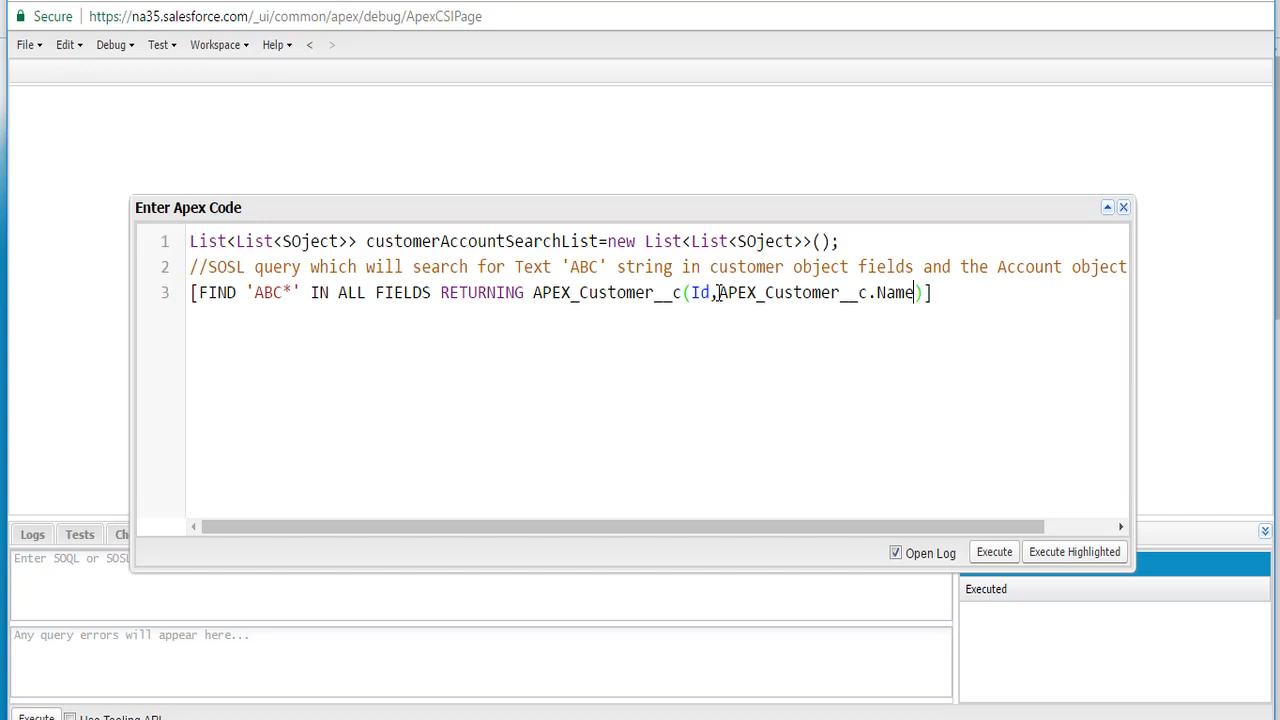 Secure https://na35.salesforce.com/_ui/common/apex/debug/ApexCSIPage
File Edit Debug Test Workspace Help < >
Enter Apex Code
1 List<List<SOject>> customerAccountSearchList=new List<List<SOject>>();
2 //SOSL query which will search for Text 'ABC' string in customer object fields and the Account object
3 [FIND 'ABC*' IN ALL FIELDS RETURNING APEX_Customer__c(Id,APEX_Customer__c.Name)]
Logs Tests Ch
Open Log Execute Execute Highlighted
Enter SOQL or SOSL
Executed
Any query errors will appear here...
Execute Use Tooling API